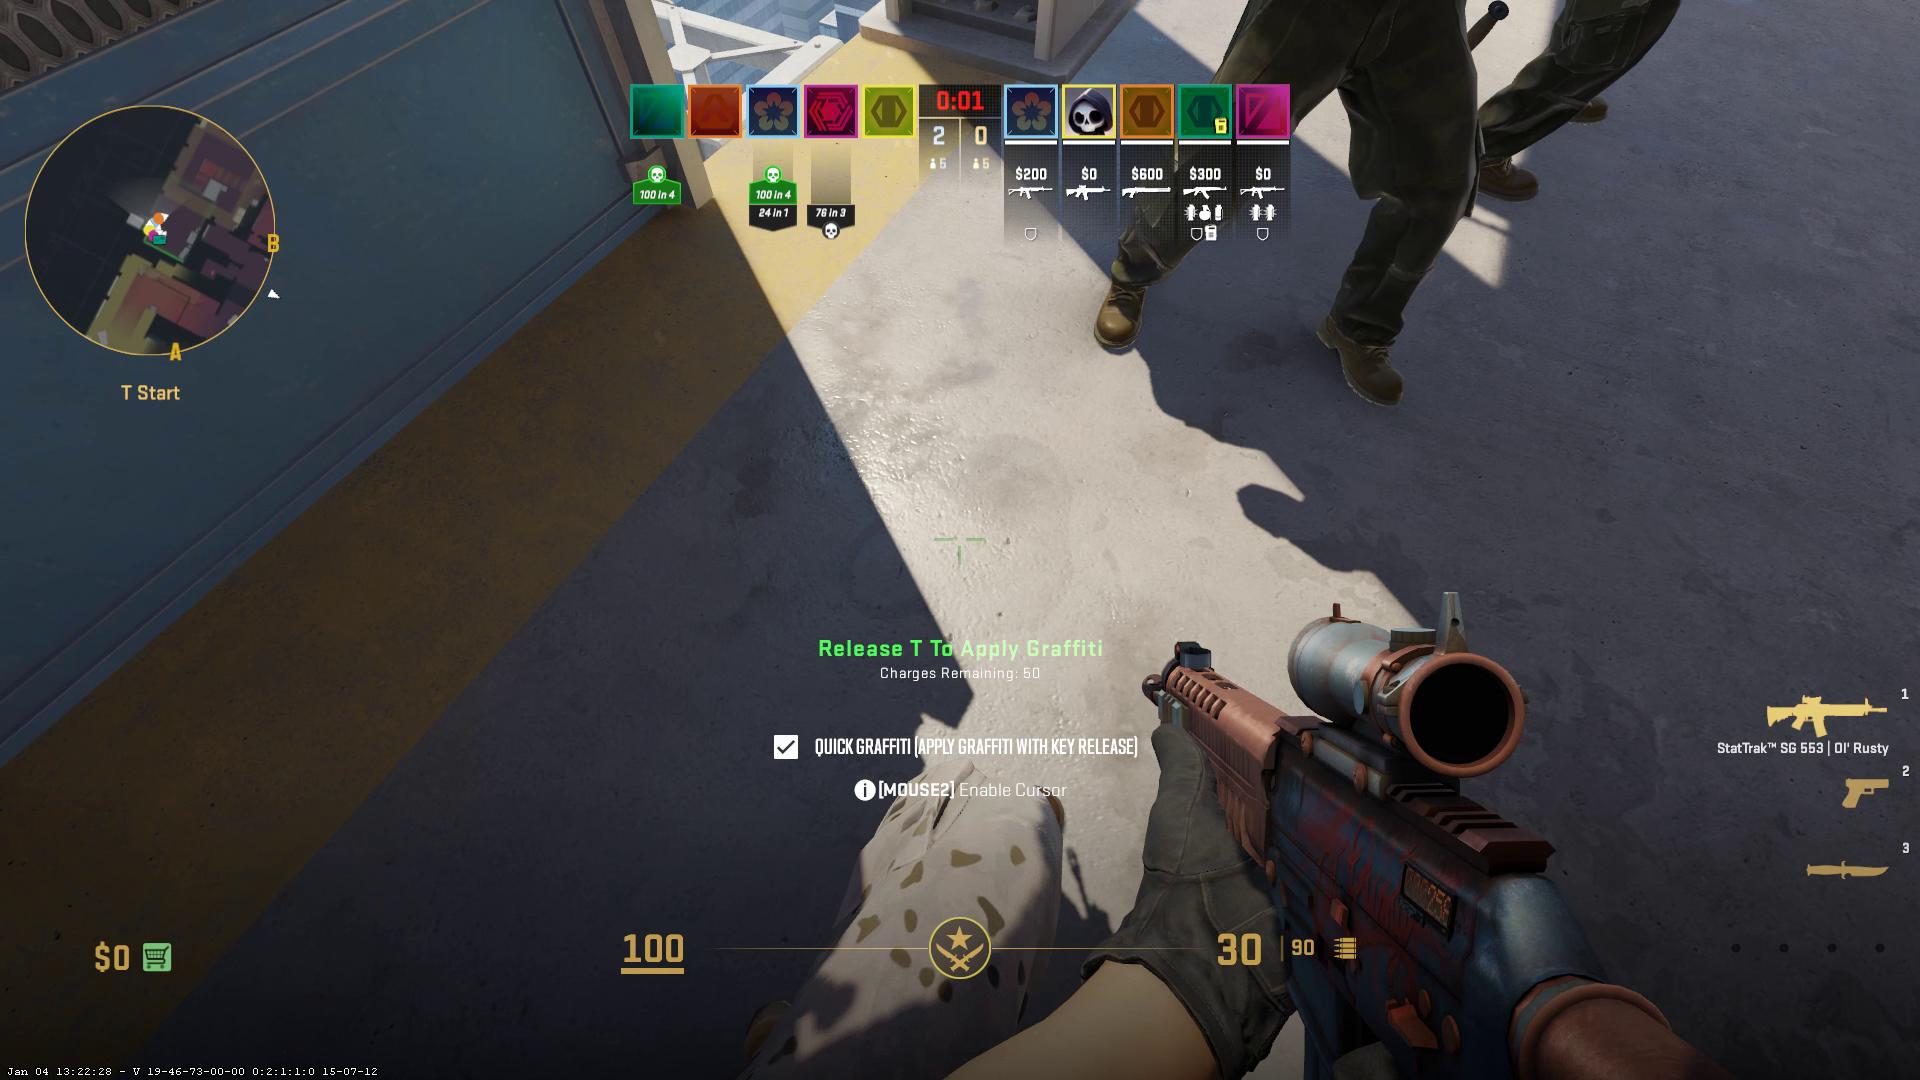 0:01
2 0
5 5
100 in 4
100 in 4
24 in 1
76 in 3
$200 $0 $600 $300 $0
B
A
T Start
Release T To Apply Graffiti
Charges Remaining: 50
QUICK GRAFFITI (APPLY GRAFFITI WITH KEY RELEASE)
[MOUSE2] Enable Cursor
1
StatTrak™ SG 553 | Ol' Rusty
2
3
$0
100
30 | 90
Jan 04 13:22:28 - V 19-46-73-00-00 0:2:1:1:0 15-07-12